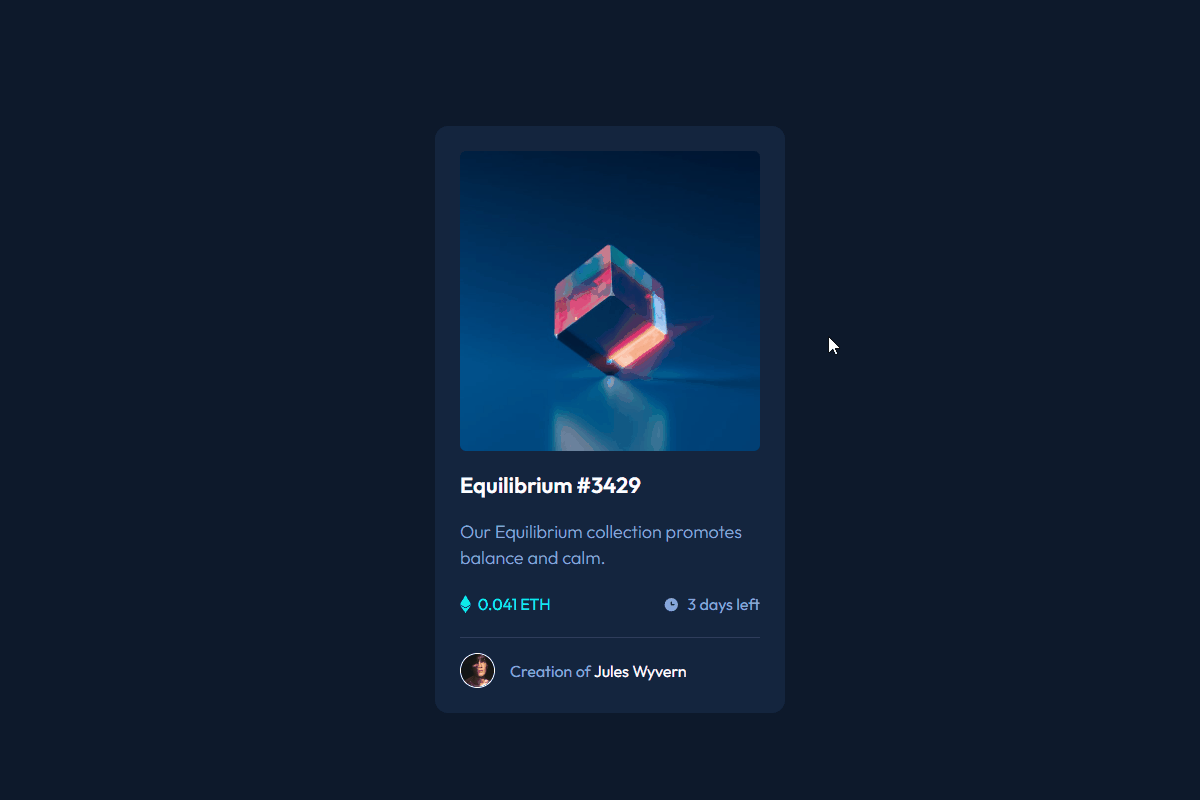 Equilibrium #3429
Our Equilibrium collection promotes
balance and calm.
0.041 ETH
3 days left
Creation of Jules Wyvern